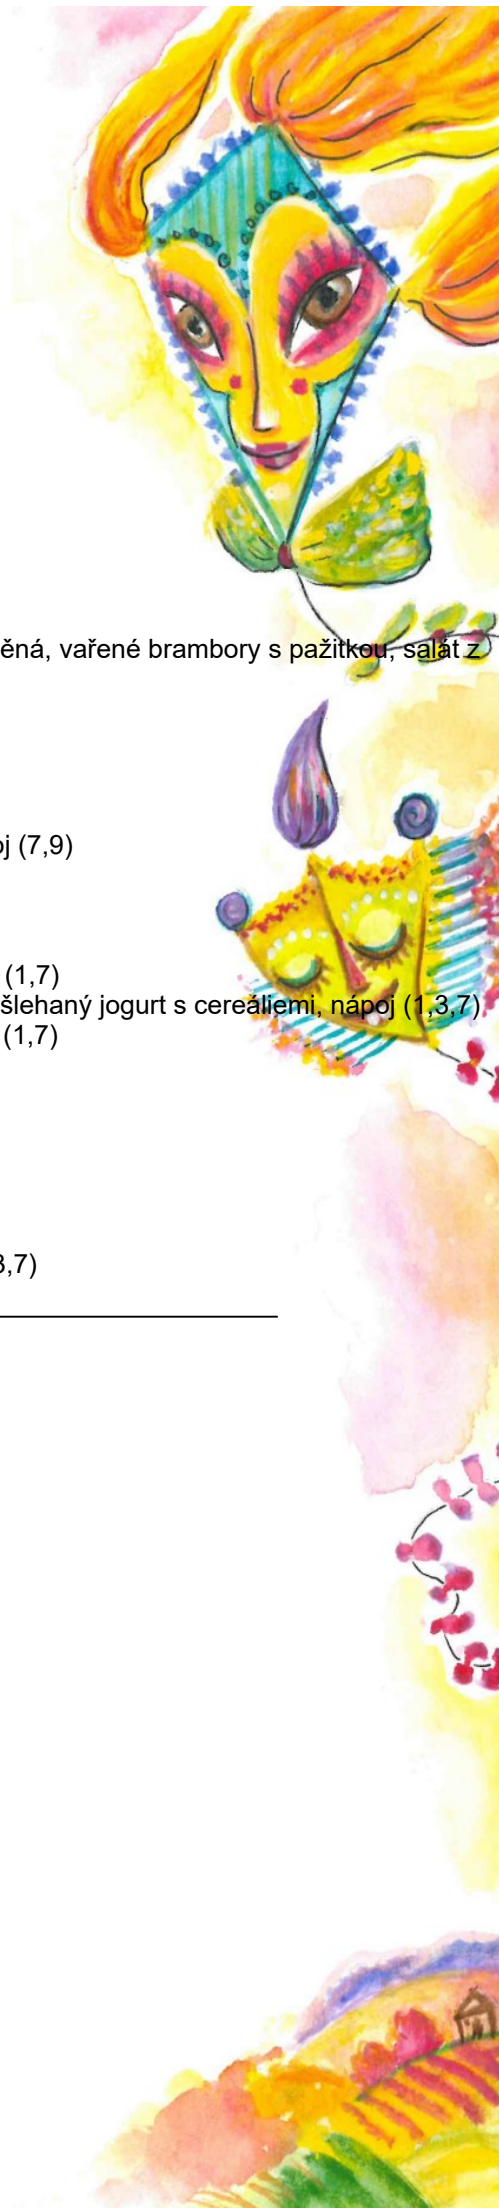 ěná, vařené brambory s pažitkou, salát z
j (7,9)
(1,7)
šlehaný jogurt s cereáliemi, nápoj (1,3,7)
(1,7)
,7)